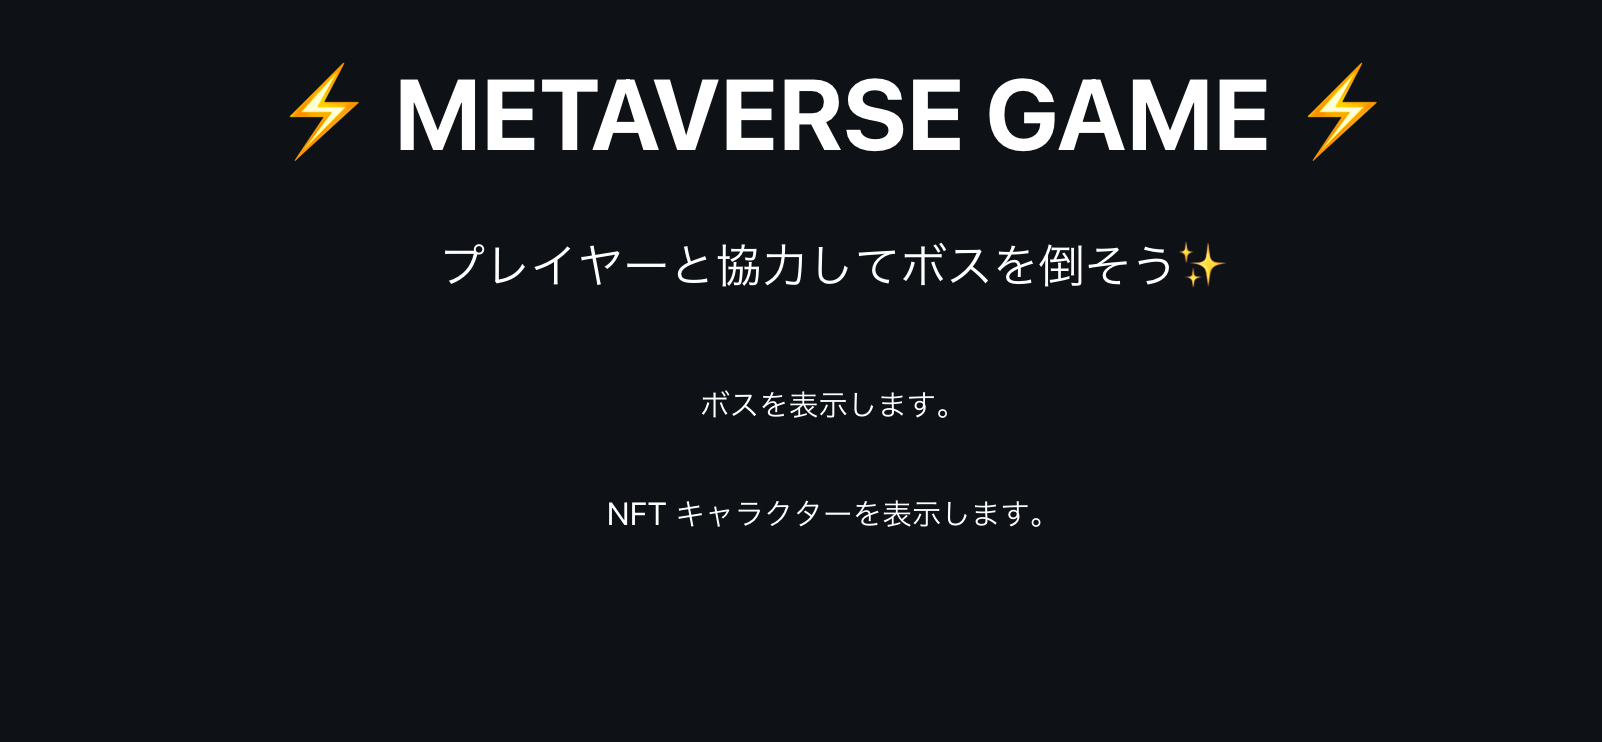 ⚡ METAVERSE GAME ⚡
プレイヤーと協力してボスを倒そう✨
ボスを表示します。
NFT キャラクターを表示します。